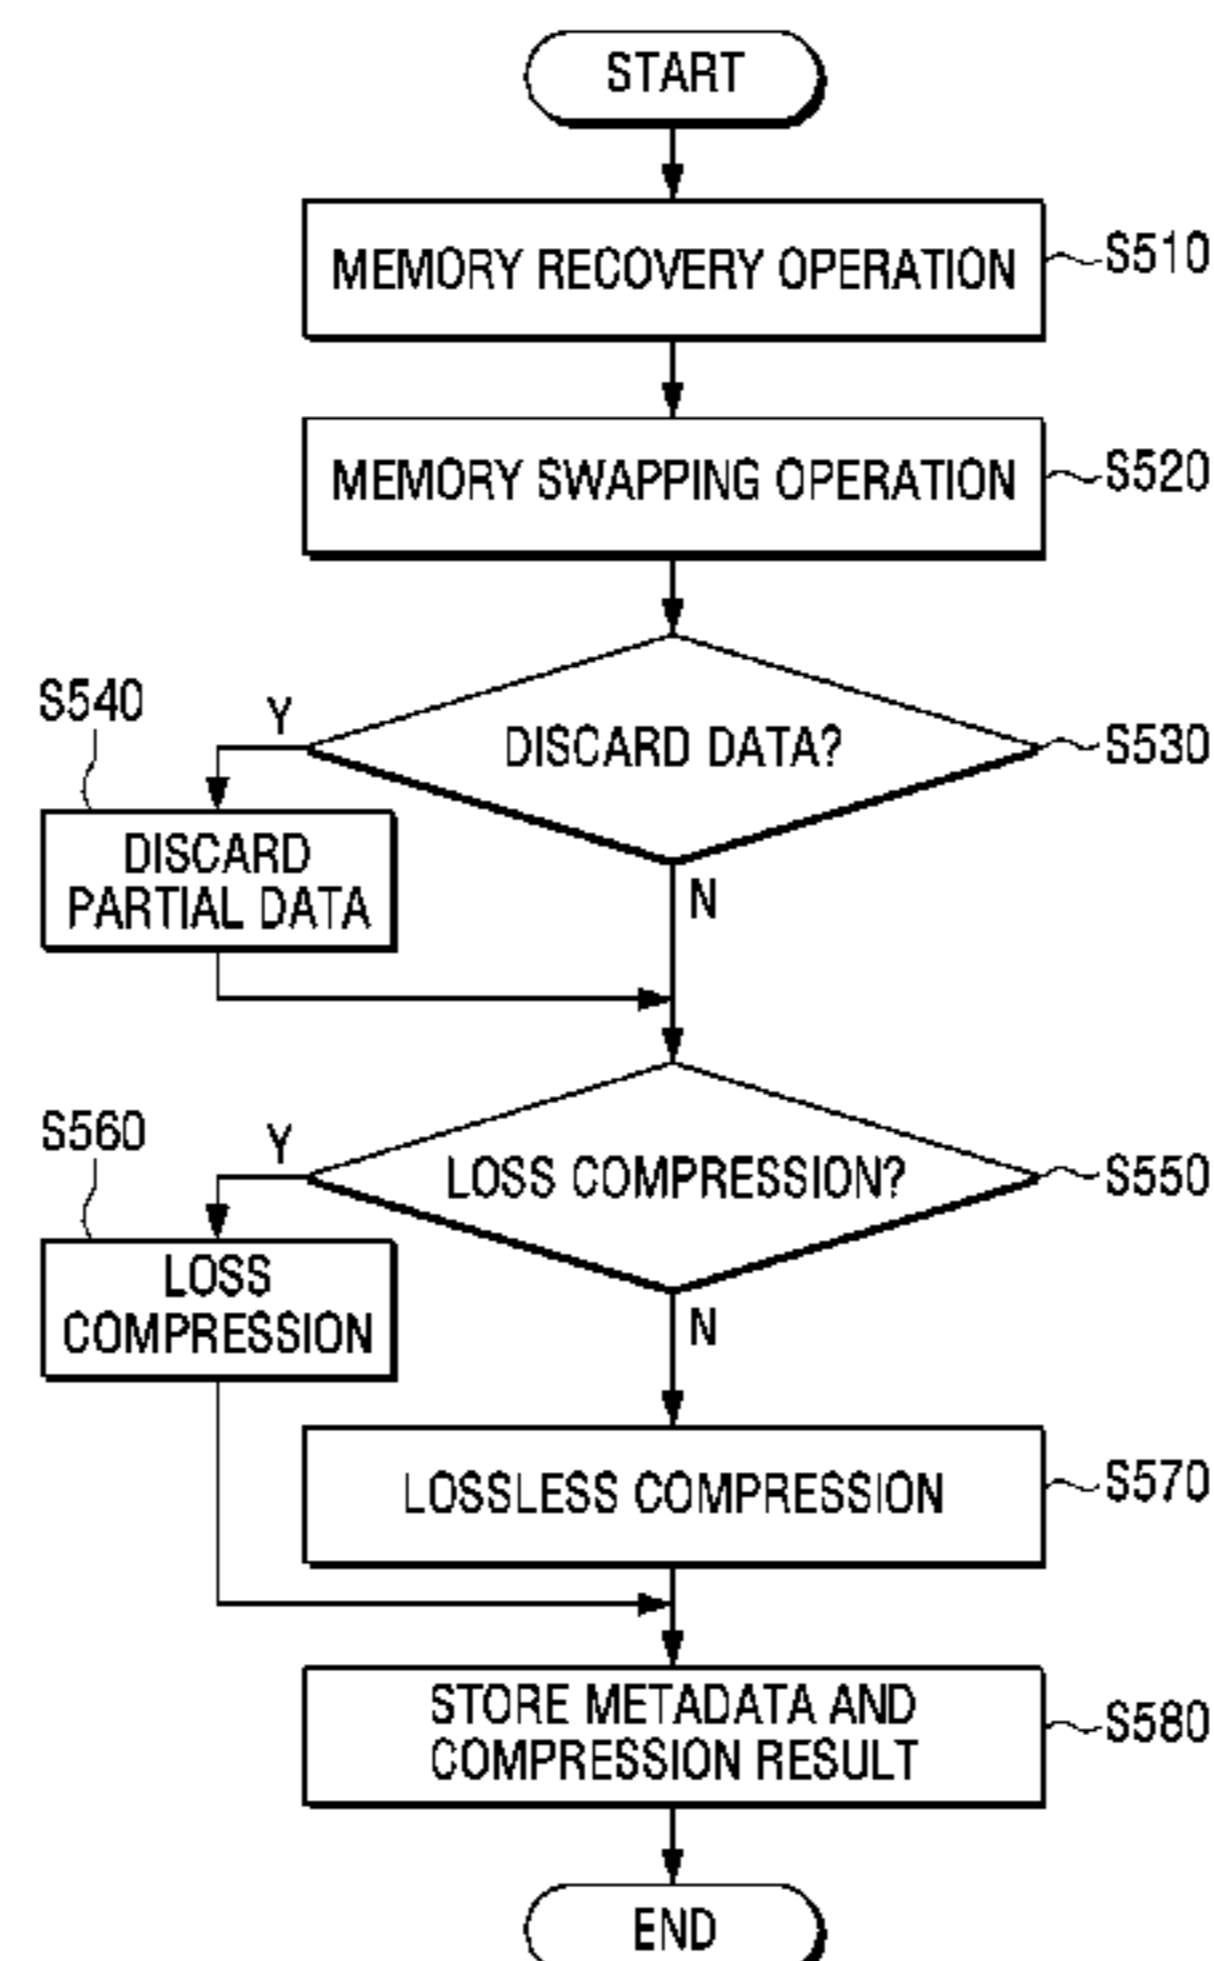 START
MEMORY RECOVERY OPERATION
S510
MEMORY SWAPPING OPERATION
S520
DISCARD DATA?
S530
Y
S540
DISCARD
PARTIAL DATA
N
LOSS COMPRESSION?
S550
Y
S560
LOSS
COMPRESSION
N
LOSSLESS COMPRESSION
S570
STORE METADATA AND
COMPRESSION RESULT
S580
END